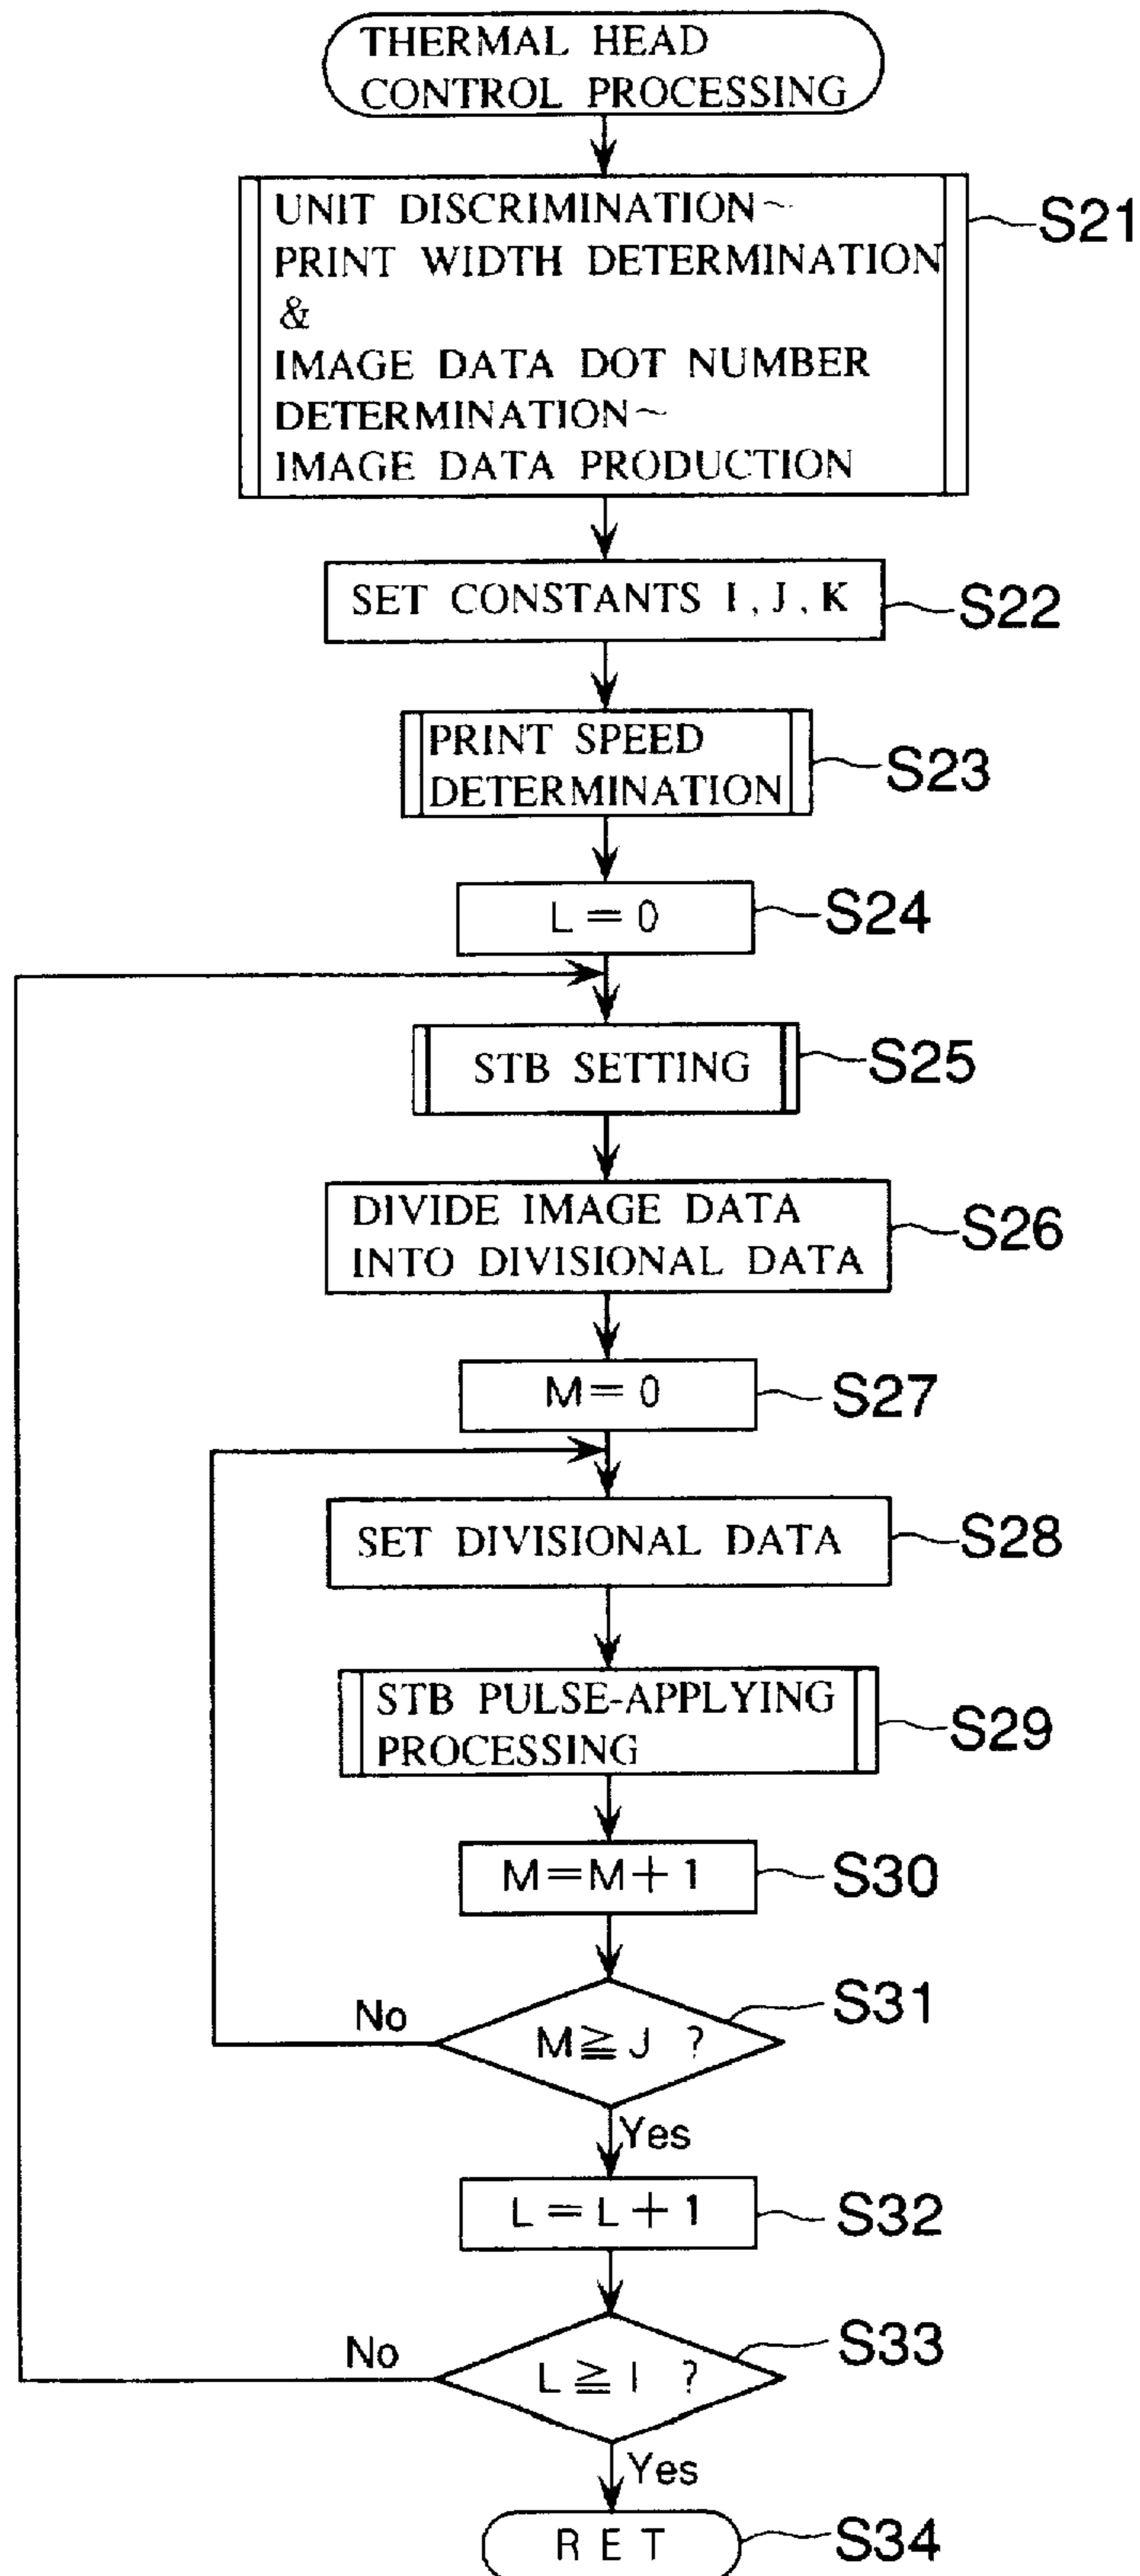 THERMAL HEAD
CONTROL PROCESSING
UNIT DISCRIMINATION~
PRINT WIDTH DETERMINATION
&
IMAGE DATA DOT NUMBER
DETERMINATION~
IMAGE DATA PRODUCTION
S21
SET CONSTANTS I, J, K
S22
PRINT SPEED
DETERMINATION
S23
L=0
S24
STB SETTING
S25
DIVIDE IMAGE DATA
INTO DIVISIONAL DATA
S26
M=0
S27
SET DIVISIONAL DATA
S28
STB PULSE-APPLYING
PROCESSING
S29
M=M+1
S30
M≧J ?
S31
No
Yes
L=L+1
S32
L≧I ?
S33
No
Yes
RET
S34